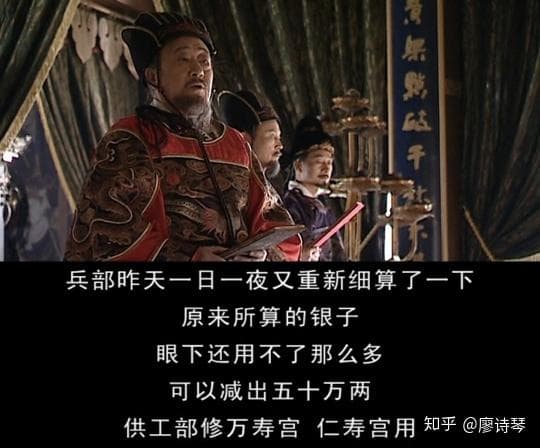 兵部昨天一日一夜又重新细算了一下
原来所算的银子
眼下还用不了那么多
可以减出五十万两
供工部修万寿宫 仁寿宫用
知乎 @廖诗琴